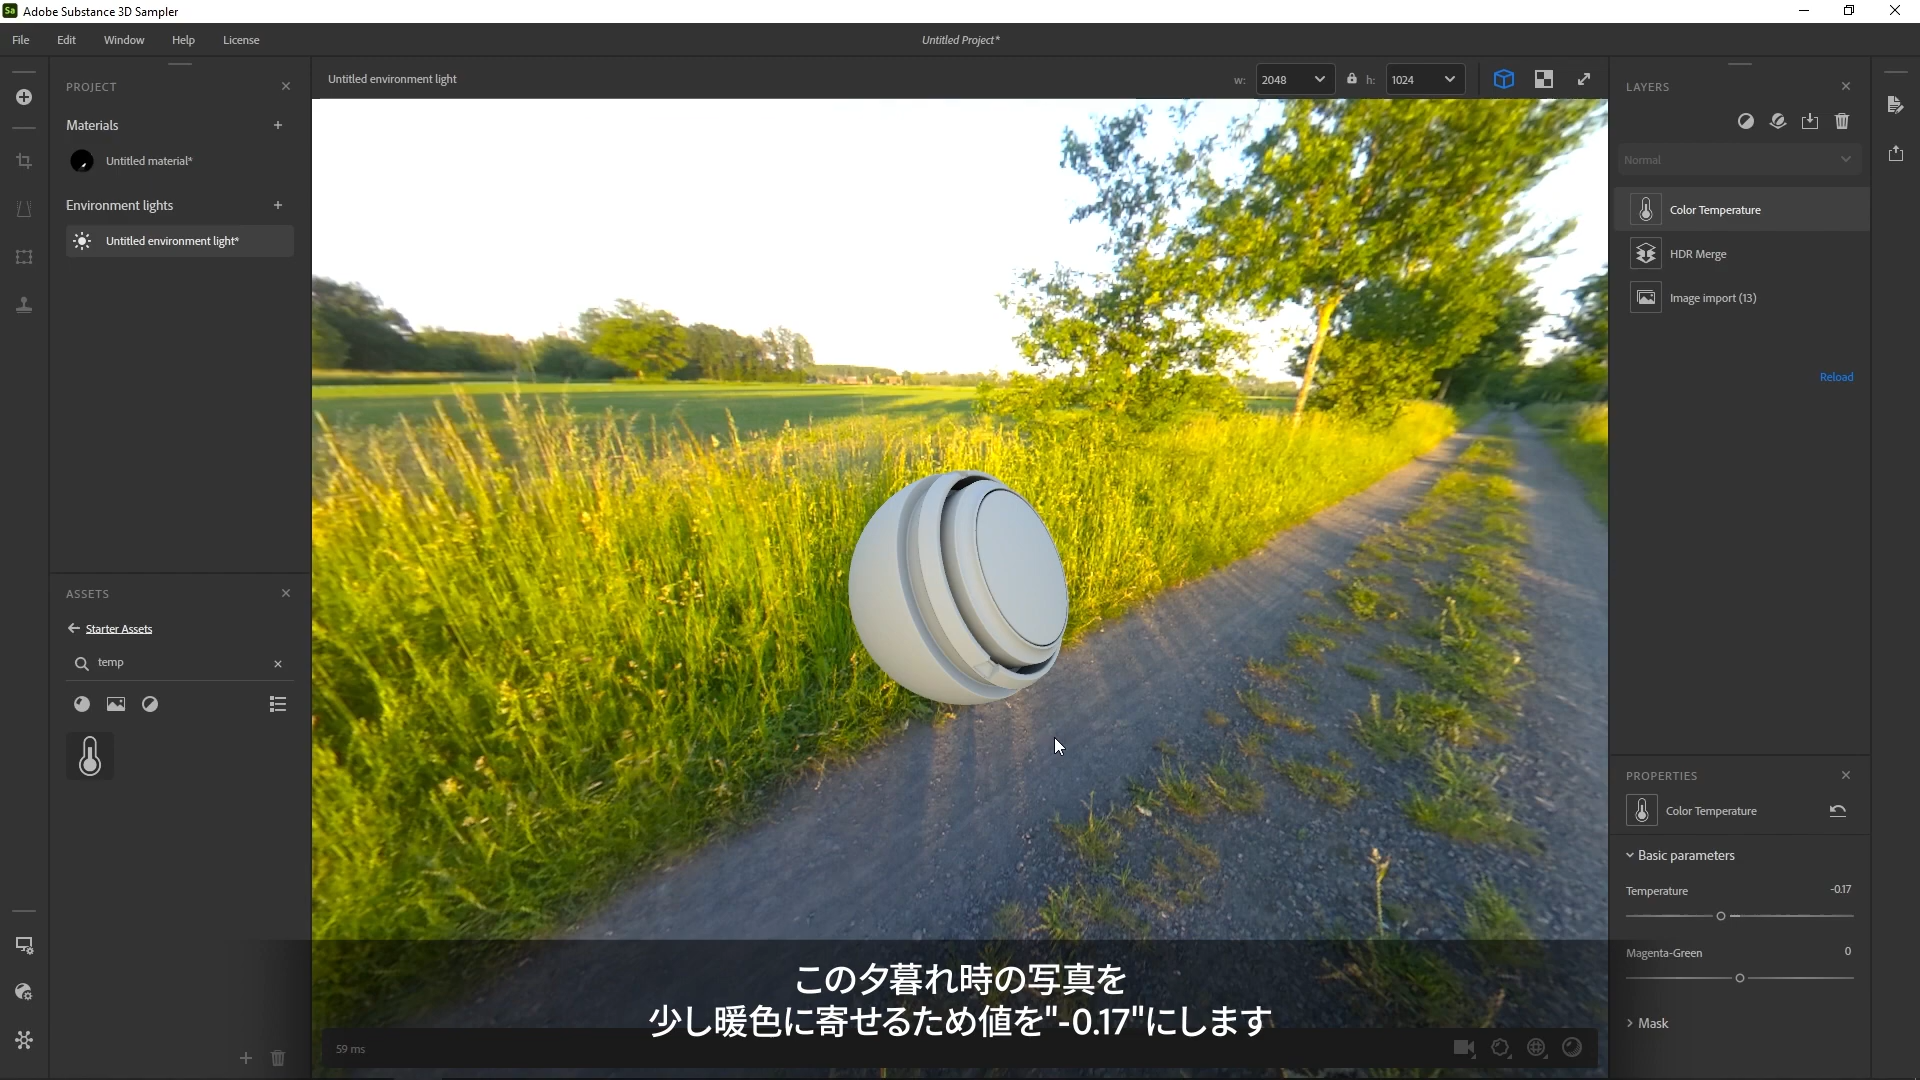 Sa Adobe Substance 3D Sampler
File Edit Window Help License
Untitled Project*
PROJECT
Materials
Untitled material*
Environment lights
Untitled environment light*
ASSETS
Starter Assets
temp
Untitled environment light
w: 2048
h: 1024
LAYERS
Normal
Color Temperature
HDR Merge
Image import (13)
Reload
PROPERTIES
Color Temperature
Basic parameters
Temperature -0.17
Magenta-Green 0
Mask
この夕暮れ時の写真を
少し暖色に寄せるため値を"-0.17"にします
59 ms